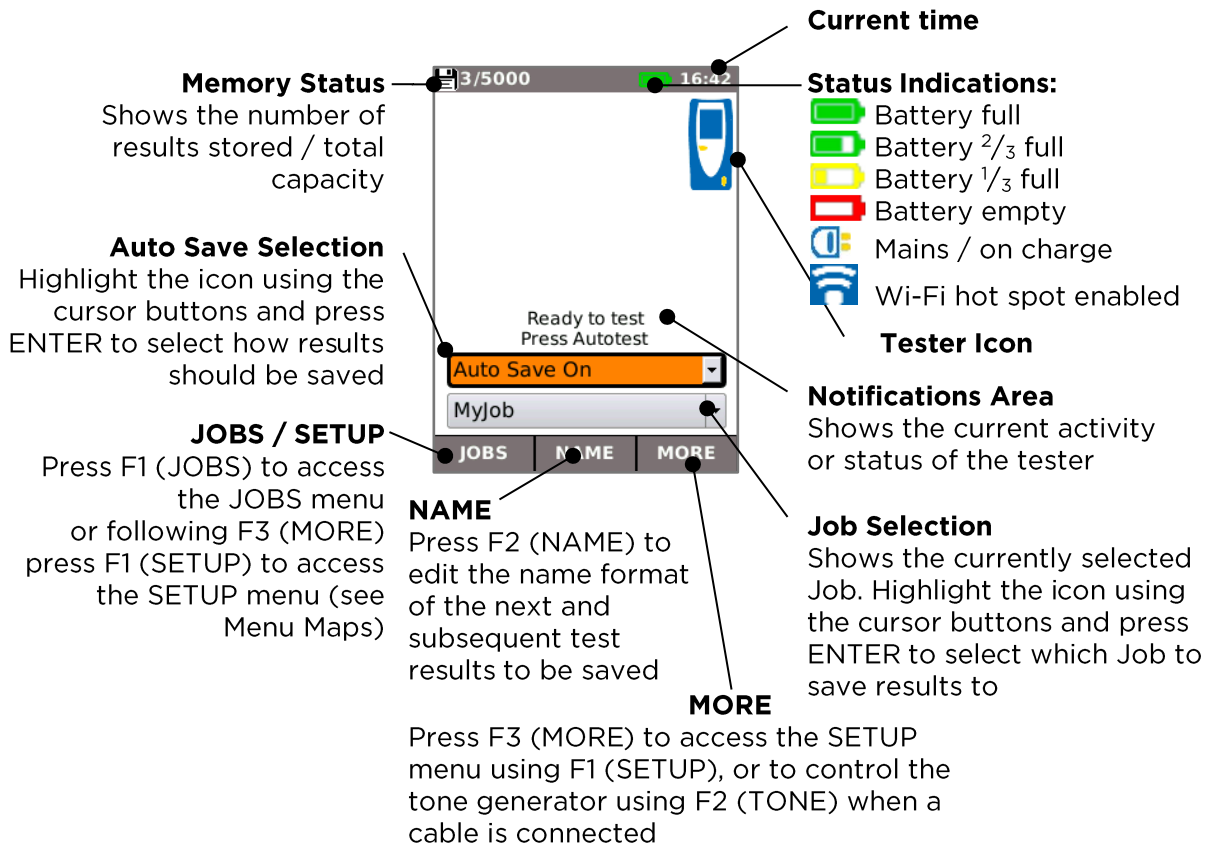 Current time
Memory Status
Shows the number of
results stored / total
capacity
3/5000
16:42
Status Indications:
Battery full
Battery 2/3 full
Battery 1/3 full
Battery empty
Mains / on charge
Wi-Fi hot spot enabled
Tester Icon
Auto Save Selection
Highlight the icon using the
cursor buttons and press
ENTER to select how results
should be saved
Ready to test
Press Autotest
Auto Save On
MyJob
JOBS
NAME
MORE
Notifications Area
Shows the current activity
or status of the tester
JOBS / SETUP
Press F1 (JOBS) to access
the JOBS menu
or following F3 (MORE)
press F1 (SETUP) to access
the SETUP menu (see
Menu Maps)
NAME
Press F2 (NAME) to
edit the name format
of the next and
subsequent test
results to be saved
Job Selection
Shows the currently selected
Job. Highlight the icon using
the cursor buttons and press
ENTER to select which Job to
save results to
MORE
Press F3 (MORE) to access the SETUP
menu using F1 (SETUP), or to control the
tone generator using F2 (TONE) when a
cable is connected